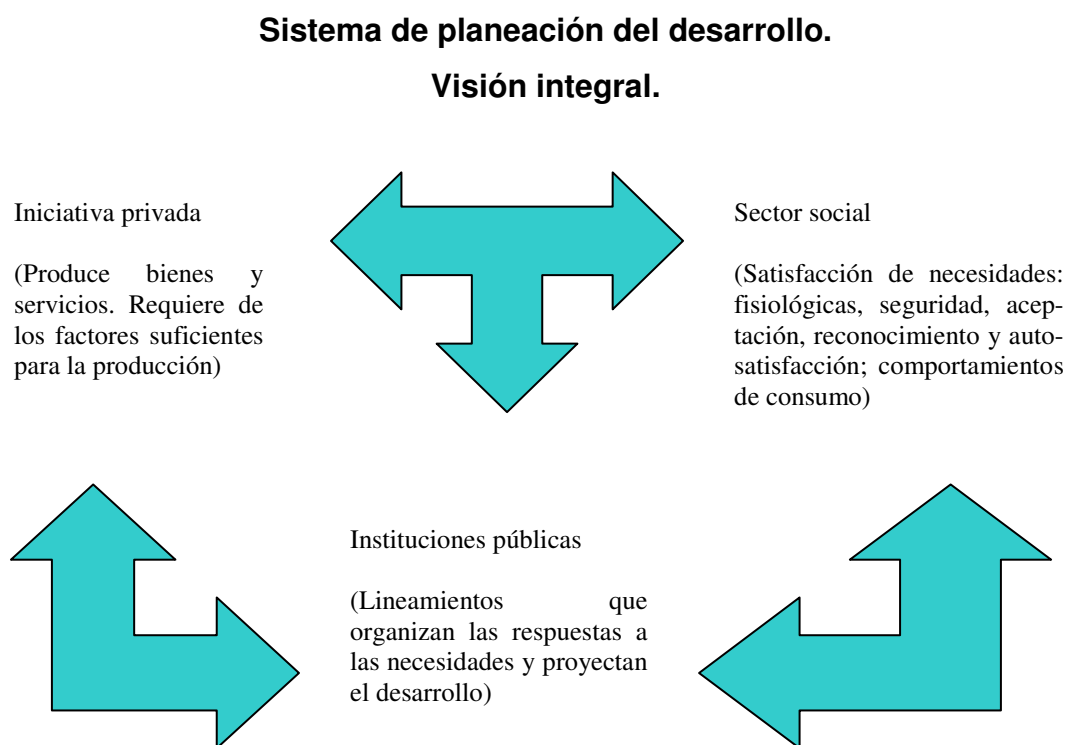 Sistema de planeación del desarrollo.
Visión integral.
Iniciativa privada
(Produce bienes y
servicios. Requiere de
los factores suficientes
para la producción)
Sector social
(Satisfacción de necesidades:
fisiológicas, seguridad, acep-
tación, reconocimiento y auto-
satisfacción; comportamientos
de consumo)
Instituciones públicas
(Lineamientos que
organizan las respuestas a
las necesidades y proyectan
el desarrollo)